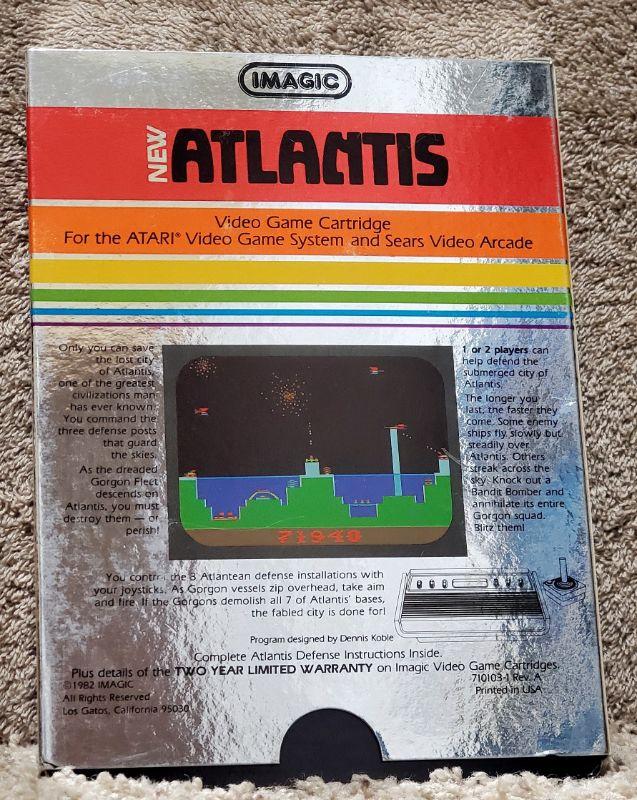 IMAGIC
NEW ATLANTIS
Video Game Cartridge
For the ATARI® Video Game System and Sears Video Arcade
Only you can save
the lost city
of Atlantis,
one of the greatest
civilizations man
has ever known.
You command the
three defense posts
that guard
the skies.
As the dreaded
Gorgon Fleet
descends on
Atlantis, you must
destroy them — or
perish!
71940
1 or 2 players can
help defend the
submerged city of
Atlantis.
The longer you
last, the faster they
come. Some enemy
ships fly slowly but
steadily over
Atlantis. Others
streak across the
sky. Knock out a
Bandit Bomber and
annihilate its entire
Gorgon squad.
Blitz them!
You control the 3 Atlantean defense installations with
your joysticks. As Gorgon vessels zip overhead, take aim
and fire. If the Gorgons demolish all 7 of Atlantis' bases,
the fabled city is done for!
Program designed by Dennis Koble
Complete Atlantis Defense Instructions Inside.
Plus details of the TWO YEAR LIMITED WARRANTY on Imagic Video Game Cartridges.
©1982 IMAGIC
All Rights Reserved
Los Gatos, California 95030
710103-1 Rev. A
Printed in USA